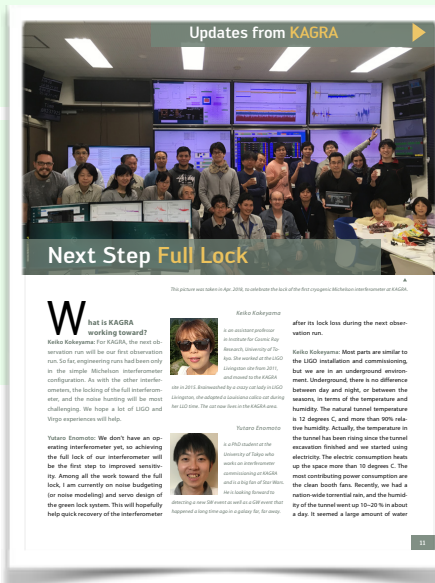 Updates from KAGRA
Next Step Full Lock
This picture was taken in Apr. 2018, to celebrate the lock of the first cryogenic Michelson interferometer at KAGRA.
What is KAGRA
working toward?
Keiko Kokeyama: For KAGRA, the next ob-
servation run will be our first observation
run. So far, engineering runs had been only
in the simple Michelson interferometer
configuration. As with the other interfer-
ometers, the locking of the full interferom-
eter, and the noise hunting will be most
challenging. We hope a lot of LIGO and
Virgo experiences will help.
Yutaro Enomoto: We don't have an op-
erating interferometer yet, so achieving
the full lock of our interferometer will
be the first step to improved sensitiv-
ity. Among all the work toward the full
lock, I am currently on noise budgeting
(or noise modeling) and servo design of
the green lock system. This will hopefully
help quick recovery of the interferometer
Keiko Kokeyama
is an assistant professor
in Institute for Cosmic Ray
Research, University of To-
kyo. She worked at the LIGO
Livingston site from 2011,
and moved to the KAGRA
site in 2015. Brainwashed by a crazy cat lady in LIGO
Livingston, she adopted a Louisiana calico cat during
her LLO time. The cat now lives in the KAGRA area.
Yutaro Enomoto
is a PhD student at the
University of Tokyo who
works on interferometer
commissioning at KAGRA
and is a big fan of Star Wars.
He is looking forward to
detecting a new GW event as well as a GW event that
happened a long time ago in a galaxy far, far away.
after its lock loss during the next obser-
vation run.
Keiko Kokeyama: Most parts are similar to
the LIGO installation and commissioning,
but we are in an underground environ-
ment. Underground, there is no difference
between day and night, or between the
seasons, in terms of the temperature and
humidity. The natural tunnel temperature
is 12 degrees C, and more than 90% rela-
tive humidity. Actually, the temperature in
the tunnel has been rising since the tunnel
excavation finished and we started using
electricity. The electric consumption heats
up the space more than 10 degrees C. The
most contributing power consumption are
the clean booth fans. Recently, we had a
nation-wide torrential rain, and the humid-
ity of the tunnel went up 10~20 % in about
a day. It seemed a large amount of water
11